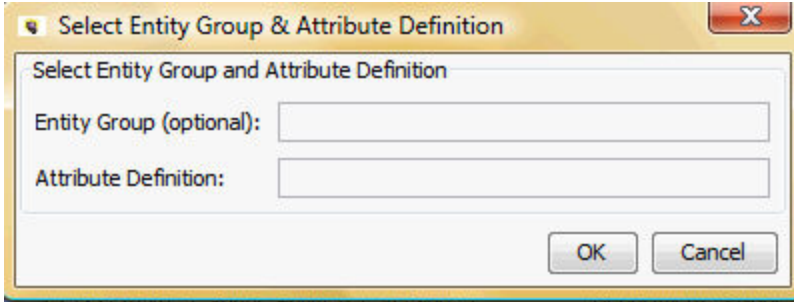 Select Entity Group & Attribute Definition
Select Entity Group and Attribute Definition
Entity Group (optional):
Attribute Definition:
OK Cancel